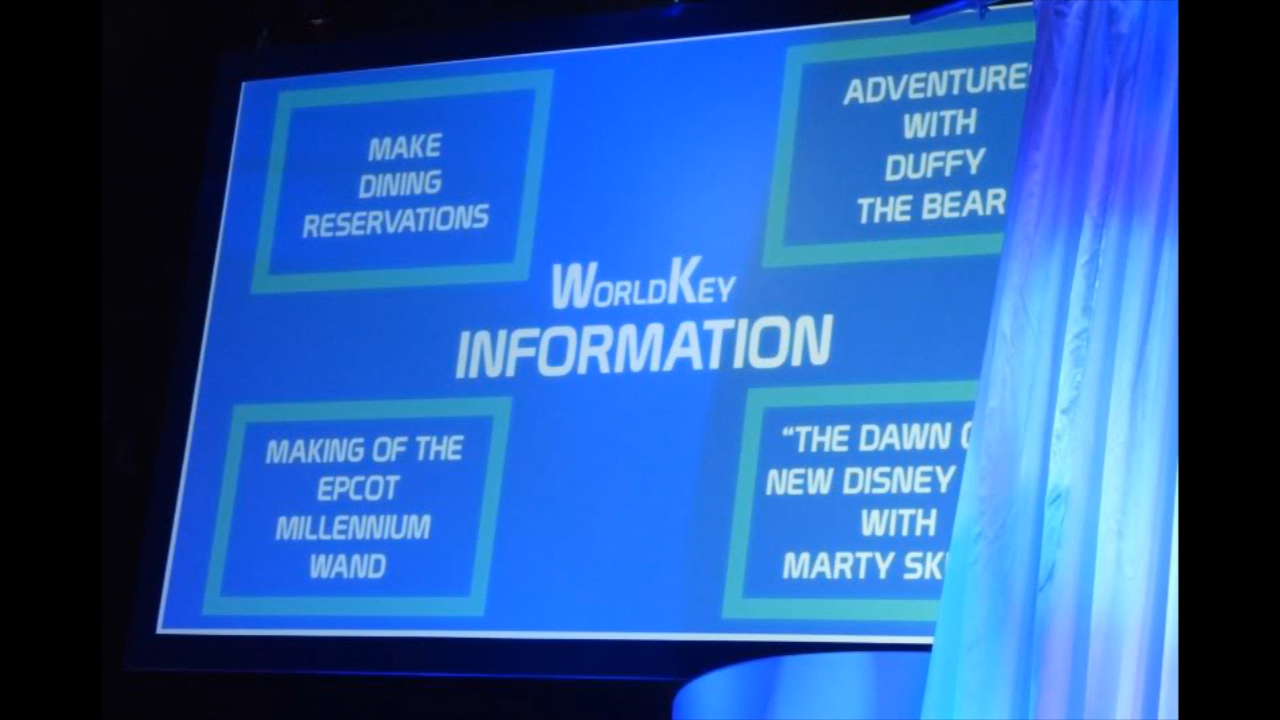 MAKE
DINING
RESERVATIONS
ADVENTURES
WITH
DUFFY
THE BEAR
WORLDKEY
INFORMATION
MAKING OF THE
EPCOT
MILLENNIUM
WAND
“THE DAWN
NEW DISNEY
WITH
MARTY